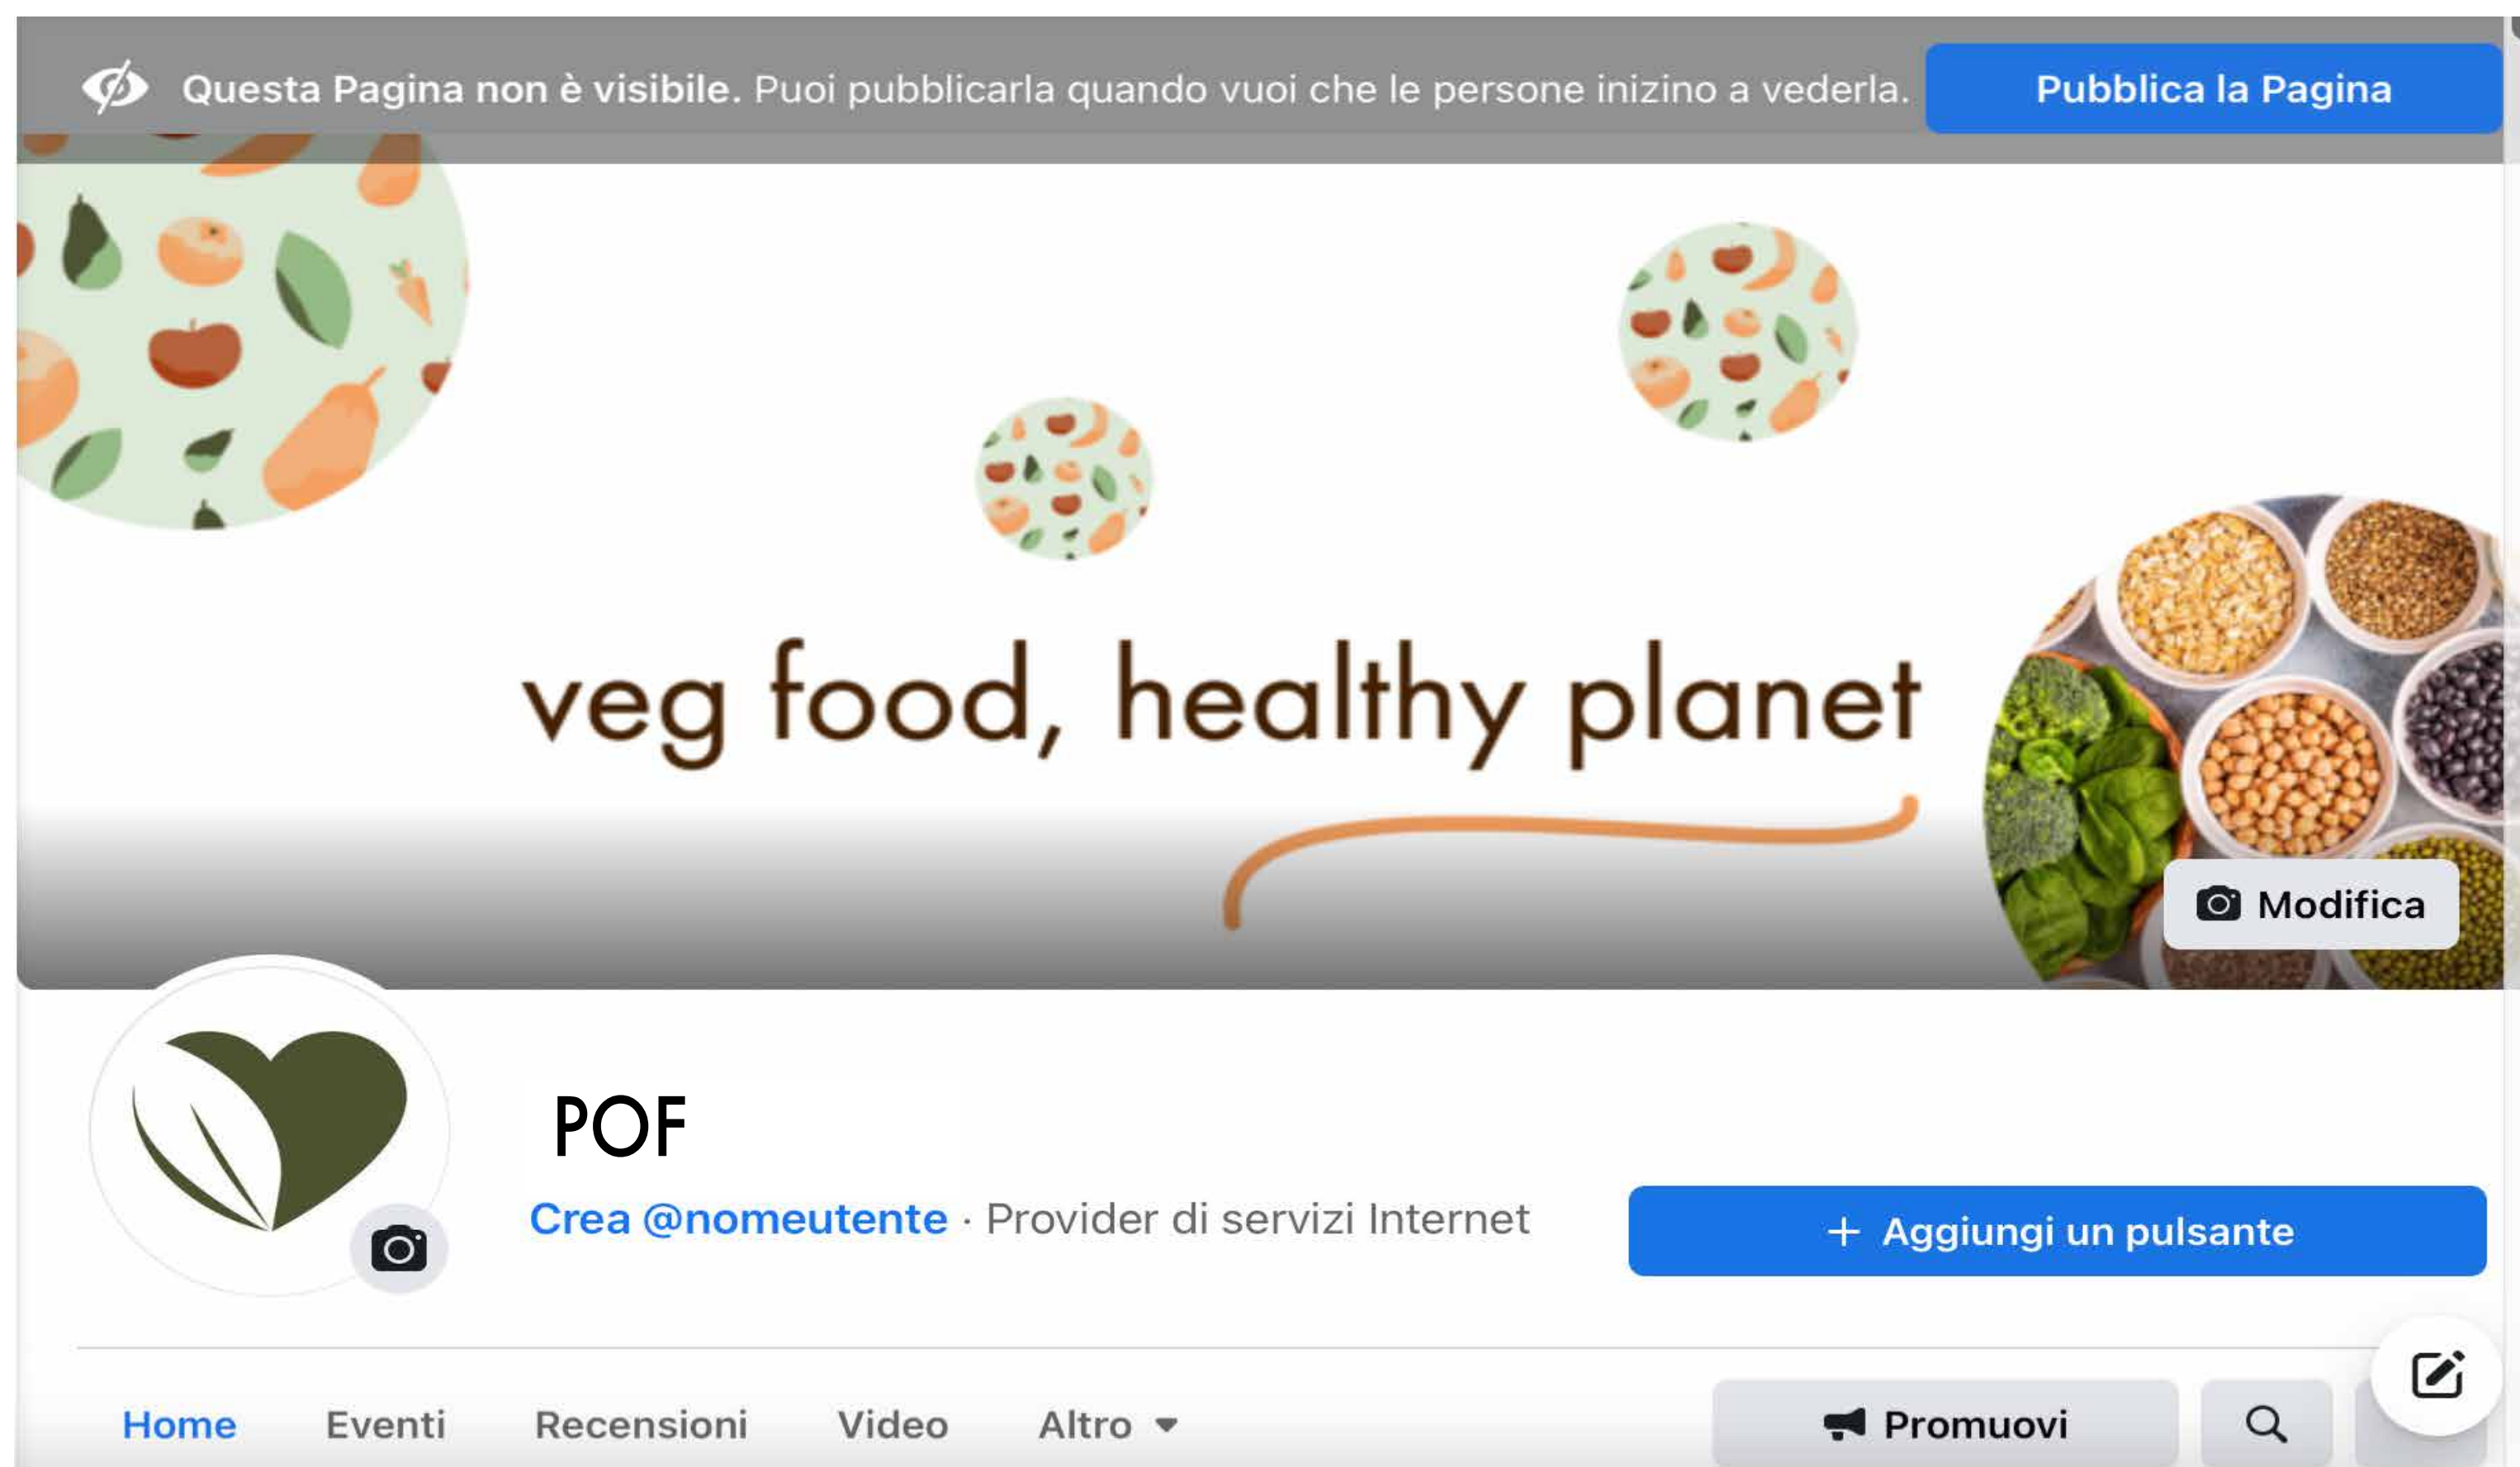 Questa Pagina non è visibile. Puoi pubblicarla quando vuoi che le persone inizino a vederla.
Pubblica la Pagina
veg food, healthy planet
Modifica
POF
Crea @nomeutente · Provider di servizi Internet
+ Aggiungi un pulsante
Home Eventi Recensioni Video Altro
Promuovi